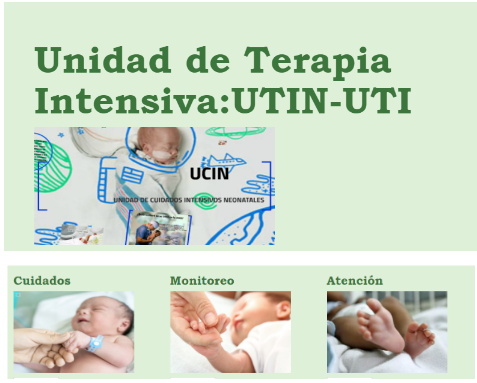 Unidad de Terapia
Intensiva:UTIN-UTI
UCIN
UNIDAD DE CUIDADOS INTENSIVOS NEONATALES
Cuidados
Monitoreo
Atención